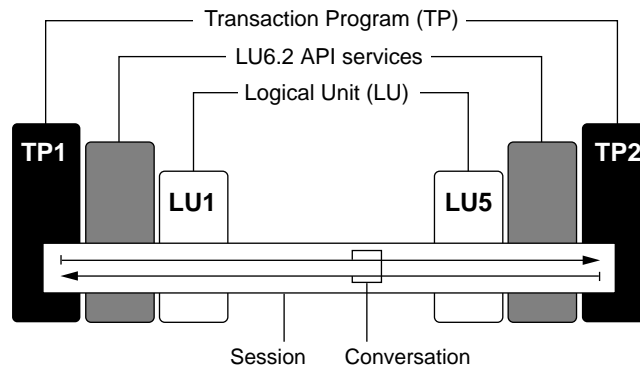 Transaction Program (TP)
LU6.2 API services
Logical Unit (LU)
TP1
TP2
LU1
LU5
Session
Conversation